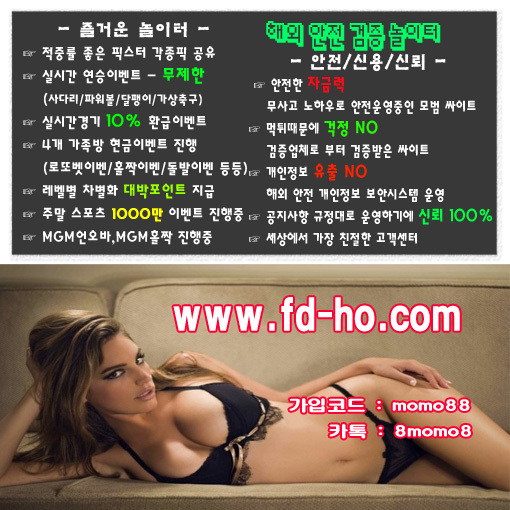 - 즐거운 놀이터 -
☞ 적중률 좋은 픽스터 각종픽 공유
☞ 실시간 연승이벤트 - 무제한
(사다리/파워볼/달팽이/가상축구)
☞ 실시간경기 10% 환급이벤트
☞ 4개 가족방 현금이벤트 진행
(로또벳이벤/홀짝이벤/돌발이벤 등등)
☞ 레벨별 차별화 대박포인트 지급
☞ 주말 스포츠 1000만 이벤트 진행중
☞ MGM언오바,MGM홀짝 진행중
해외 안전 검증 놀이터
- 안전/신용/신뢰 -
☞ 안전한 자금력
무사고 노하우로 안전운영중인 모범 싸이트
☞ 먹튀때문에 걱정 NO
검증업체로 부터 검증받은 싸이트
☞ 개인정보 유출 NO
해외 안전 개인정보 보안시스템 운영
☞ 공지사항 규정대로 운영하기에 신뢰 100%
☞ 세상에서 가장 친절한 고객센터
www.fd-ho.com
가입코드 : momo88
카톡 : 8momo8